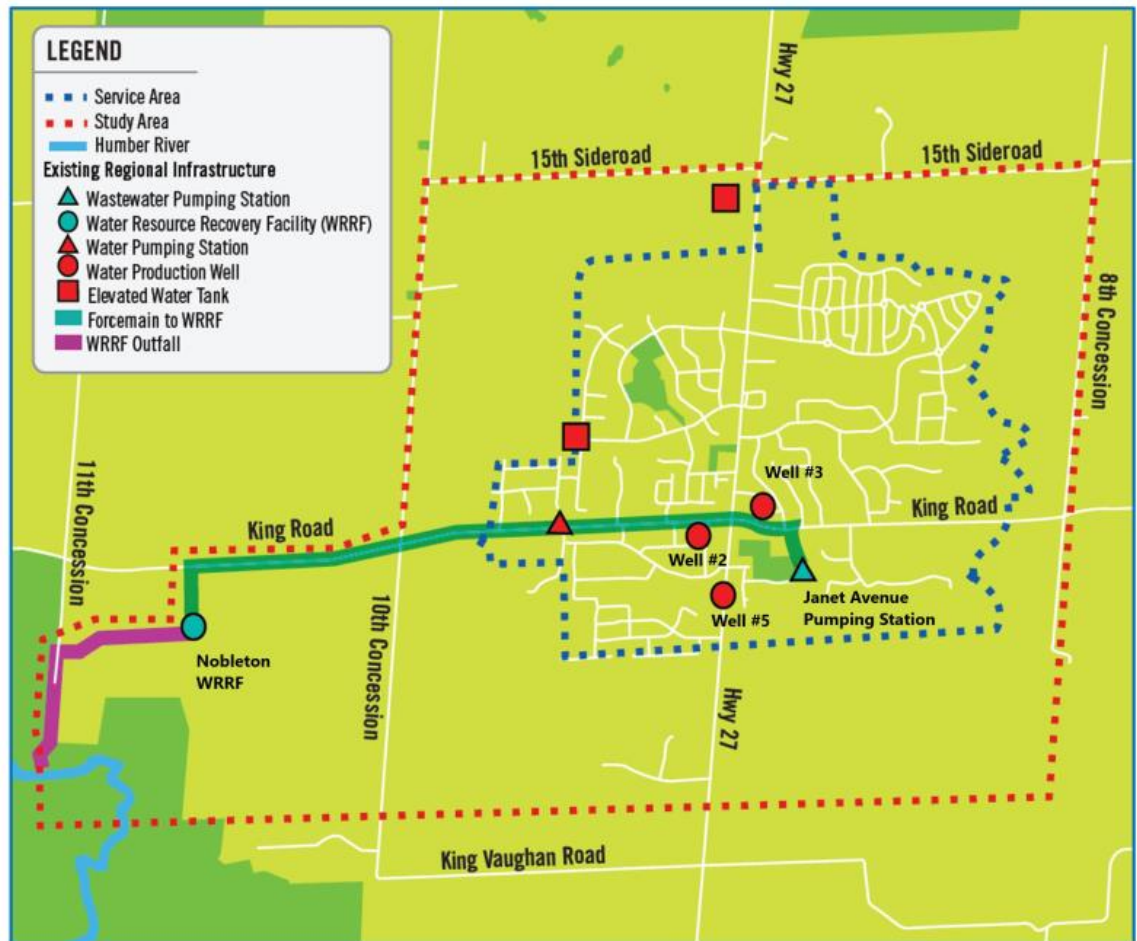 LEGEND
Service Area
Study Area
Humber River
Existing Regional Infrastructure
Wastewater Pumping Station
Water Resource Recovery Facility (WRRF)
Water Pumping Station
Water Production Well
Elevated Water Tank
Forcemain to WRRF
WRRF Outfall
Hwy 27
15th Sideroad
15th Sideroad
8th Concession
11th Concession
King Road
Well #3
King Road
Well #2
Well #5
Janet Avenue
Pumping Station
10th Concession
Nobleton
WRRF
Hwy 27
King Vaughan Road